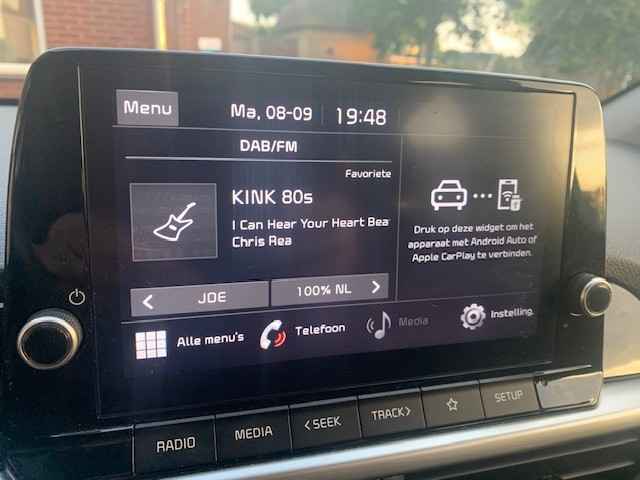 Menu
Ma, 08-09
19:48
DAB/FM
Favoriete
KINK 80s
I Can Hear Your Heart Bea
Chris Rea
Druk op deze widget om het
apparaat met Android Auto of
Apple CarPlay te verbinden.
< JOE
100% NL >
Alle menu's
Telefoon
Media
Instelling.
RADIO
MEDIA
< SEEK
TRACK >
SETUP